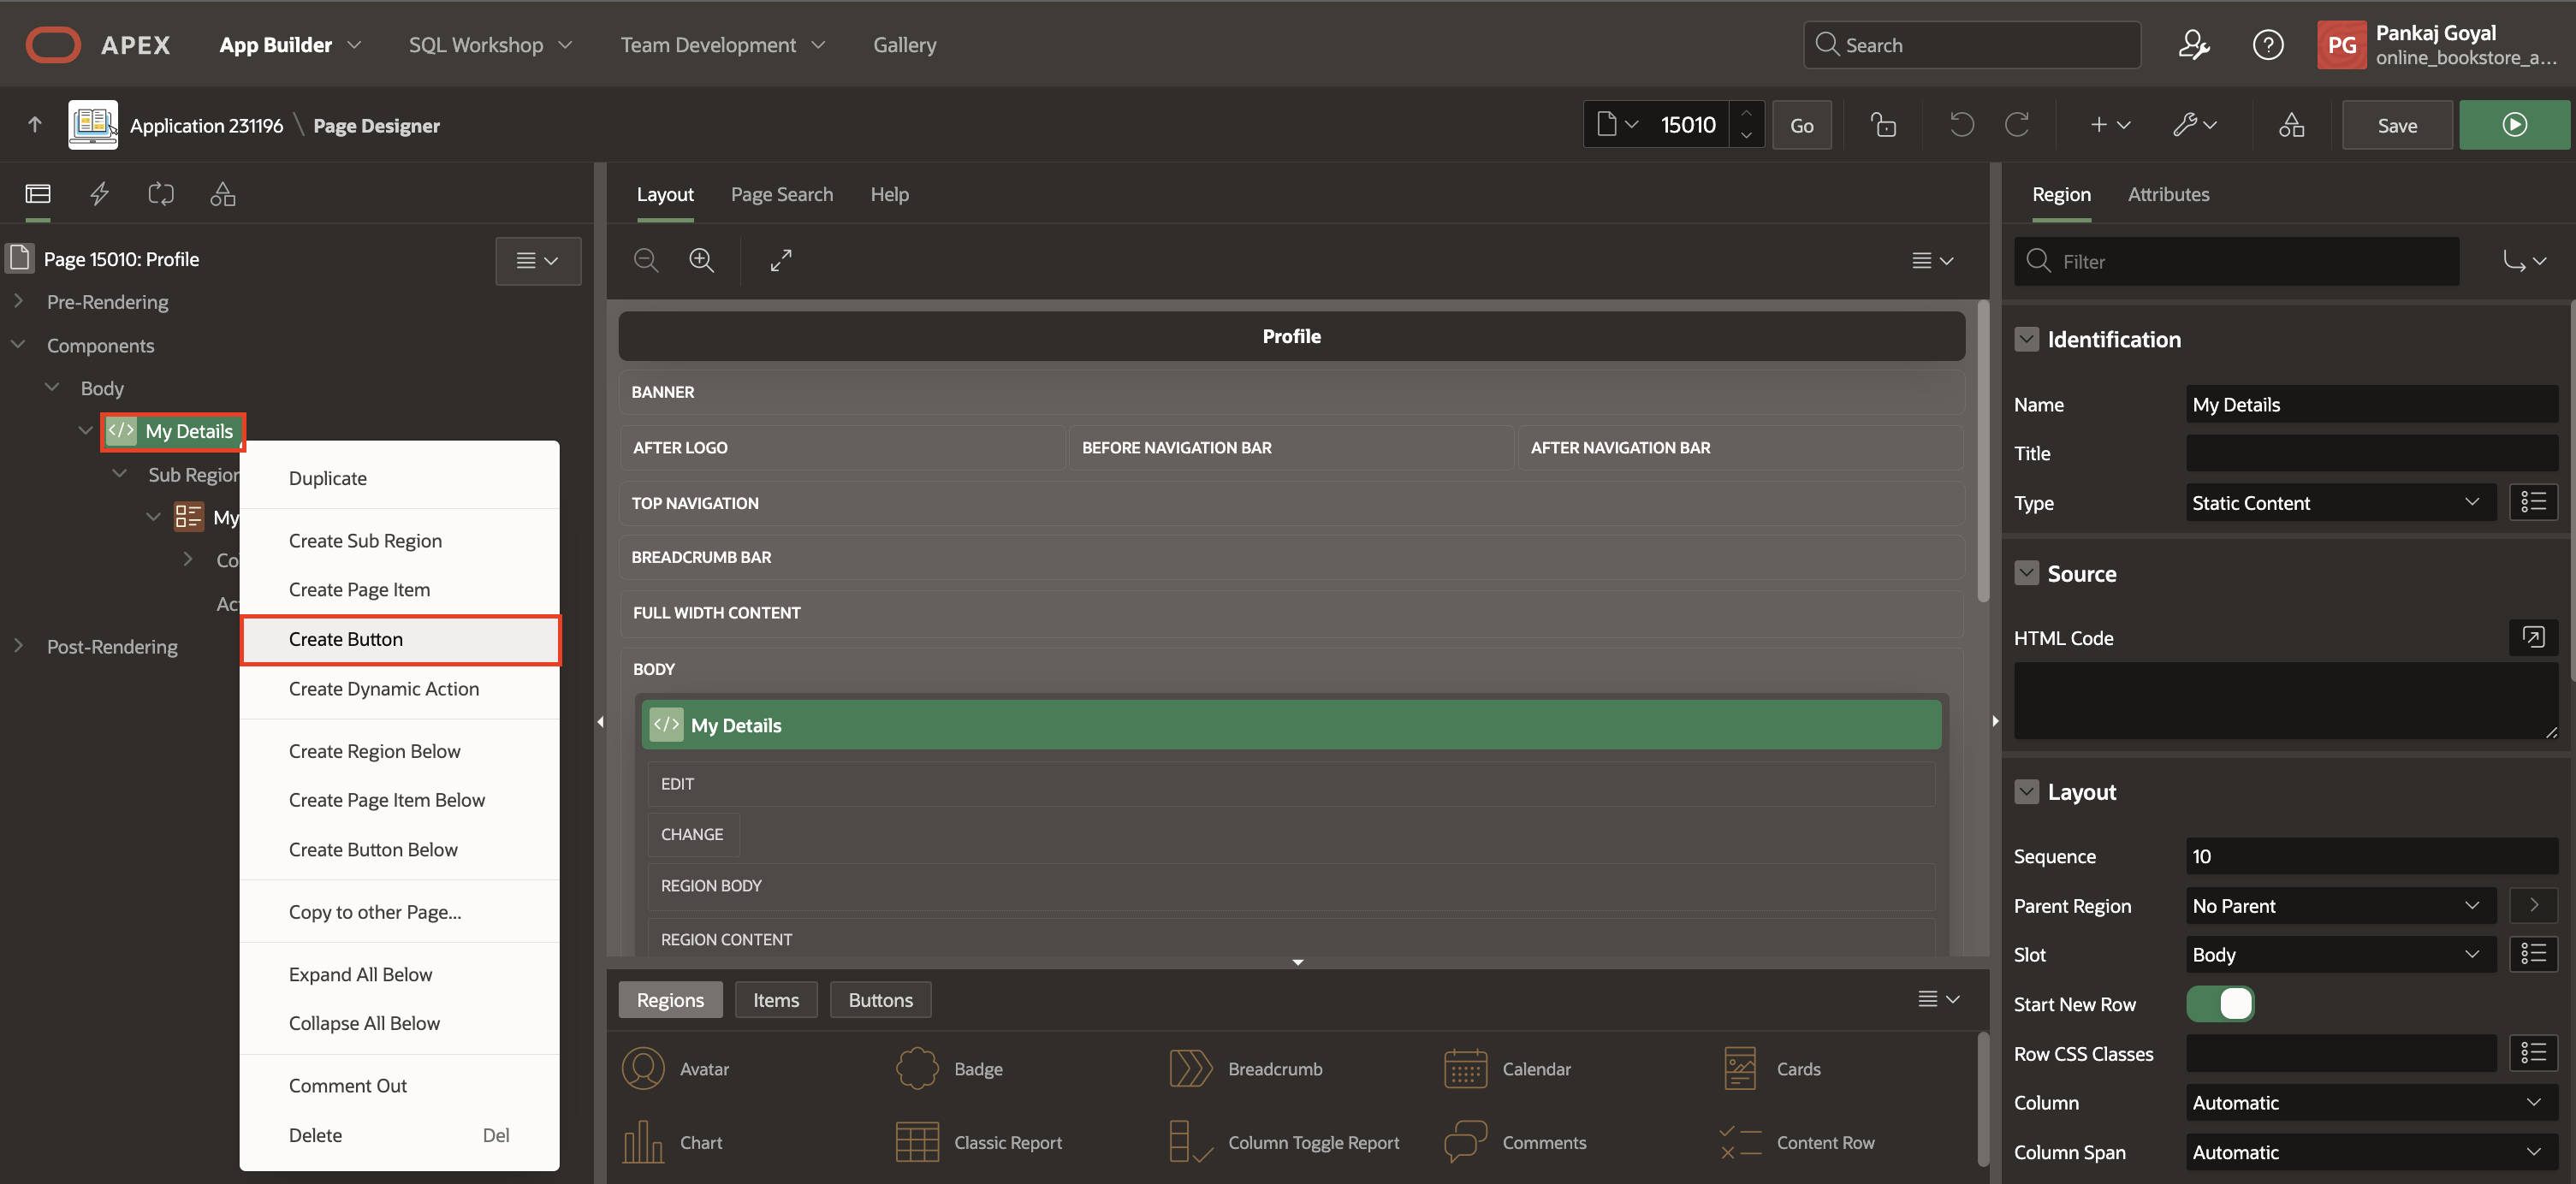 APEX App Builder SQL Workshop Team Development Gallery Search PG Pankaj Goyal
online_bookstore_a...
Application 231196 \ Page Designer 15010 Go Save
Layout Page Search Help
Region Attributes
Page 15010: Profile
Filter
Pre-Rendering
Components
Body
My Details
Sub Region
My
Co
Ac
Post-Rendering
Duplicate
Create Sub Region
Create Page Item
Create Button
Create Dynamic Action
Create Region Below
Create Page Item Below
Create Button Below
Copy to other Page...
Expand All Below
Collapse All Below
Comment Out
Delete Del
Profile
BANNER
AFTER LOGO BEFORE NAVIGATION BAR AFTER NAVIGATION BAR
TOP NAVIGATION
BREADCRUMB BAR
FULL WIDTH CONTENT
BODY
My Details
EDIT
CHANGE
REGION BODY
REGION CONTENT
Regions Items Buttons
Avatar Badge Breadcrumb Calendar Cards
Chart Classic Report Column Toggle Report Comments Content Row
Identification
Name My Details
Title
Type Static Content
Source
HTML Code
Layout
Sequence 10
Parent Region No Parent
Slot Body
Start New Row
Row CSS Classes
Column Automatic
Column Span Automatic